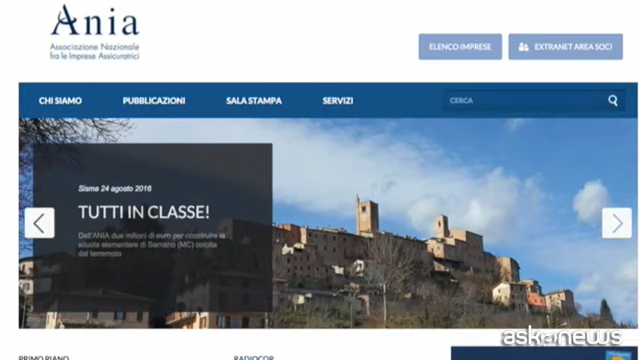 Ania
Associazione Nazionale
fra le Imprese Assicuratrici
ELENCO IMPRESE
EXTRANET AREA SOCI
CHI SIAMO
PUBBLICAZIONI
SALA STAMPA
SERVIZI
CERCA
Sisma 24 agosto 2016
TUTTI IN CLASSE!
Dall'ANIA due milioni di euro per ricostruire la
scuola elementare di Sarnano (MC) colpita
dal terremoto
askanews
PRIMO PIANO
RADIOCOR